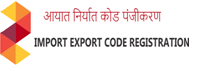 आयात निर्यात कोड पंजीकरण
IMPORT EXPORT CODE REGISTRATION